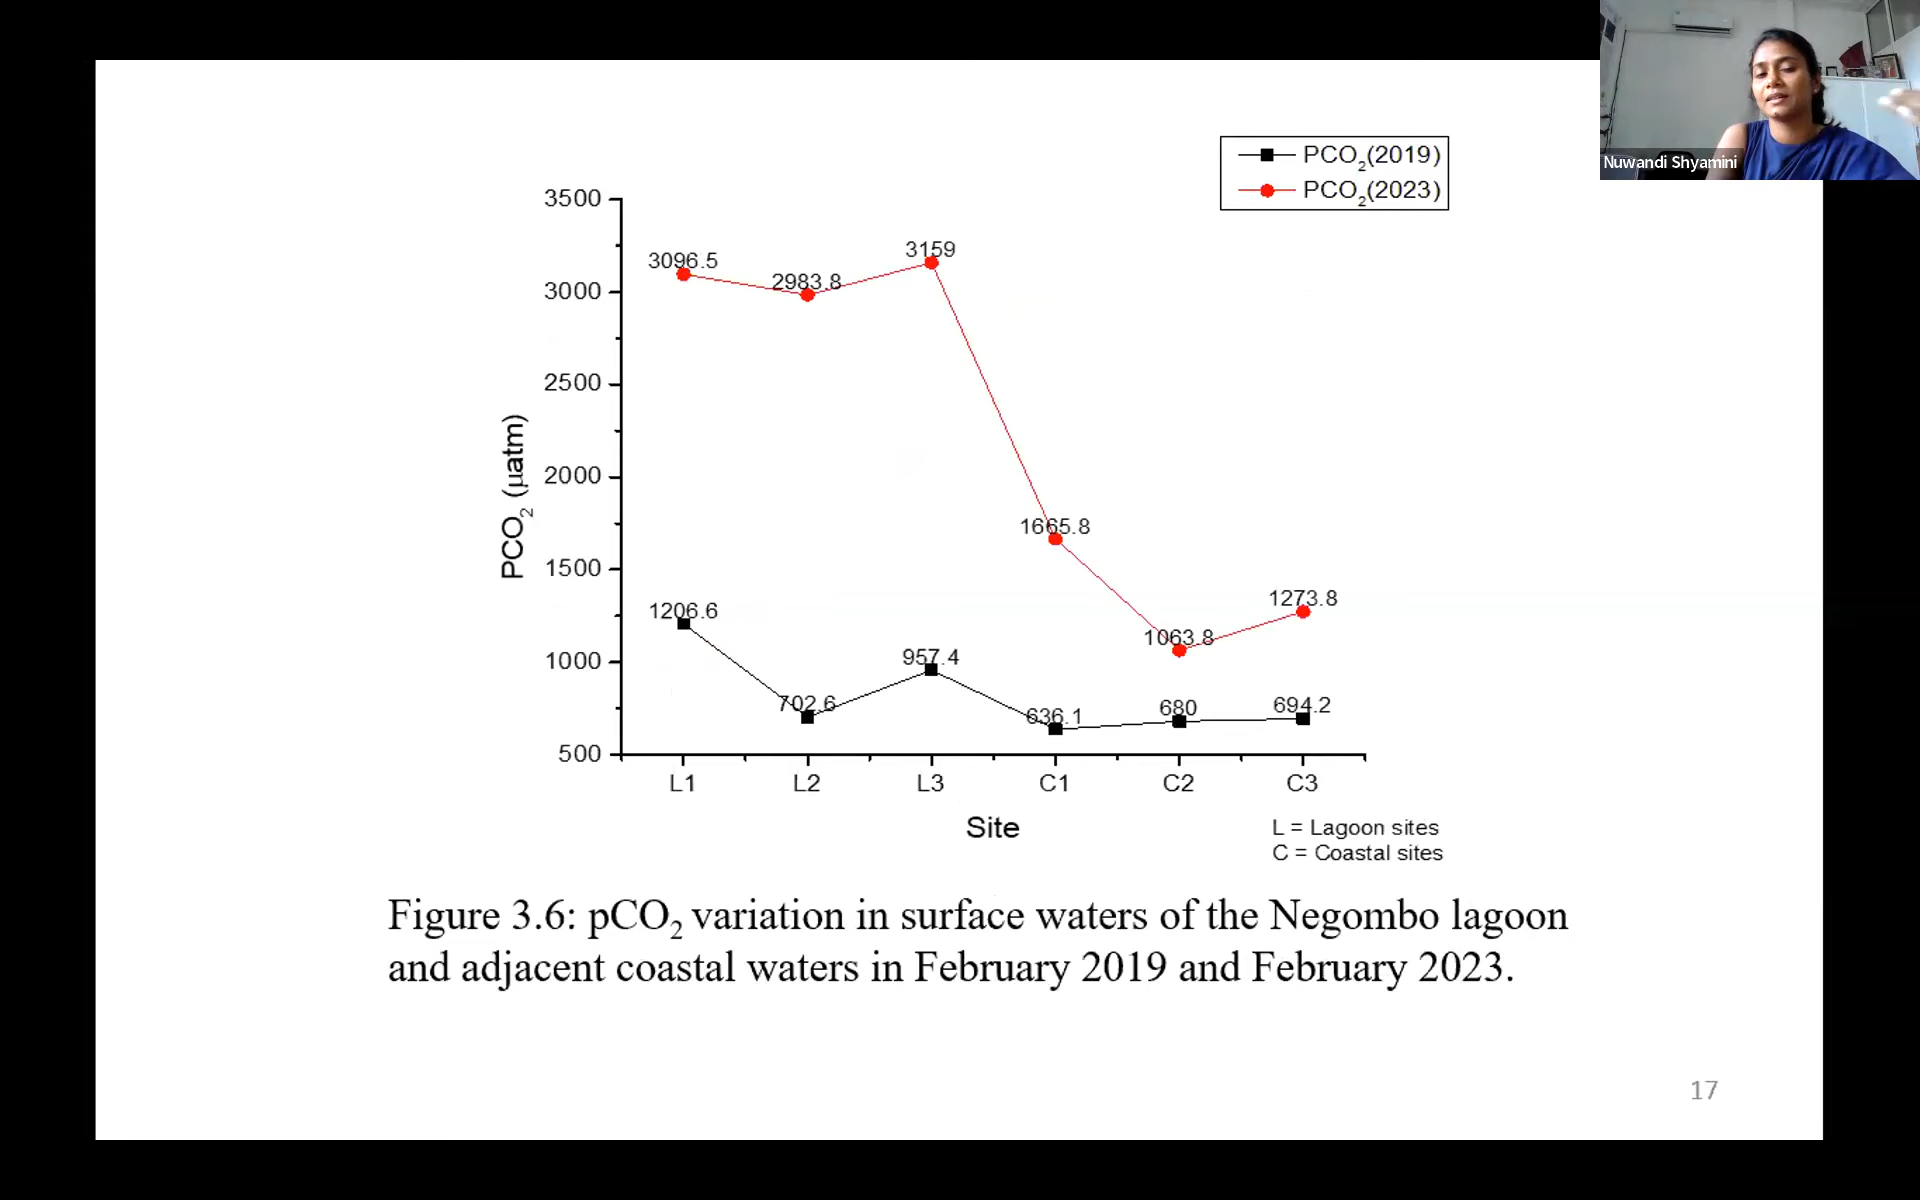 Nuwandi Shyamini
PCO2(2019)
PCO2(2023)
3500
3000
2500
2000
1500
1000
500
PCO2 (µatm)
3096.5
2983.8
3159
1665.8
1063.8
1273.8
1206.6
702.6
957.4
636.1
680
694.2
L1 L2 L3 C1 C2 C3
Site
L = Lagoon sites
C = Coastal sites
Figure 3.6: pCO2 variation in surface waters of the Negombo lagoon
and adjacent coastal waters in February 2019 and February 2023.
17